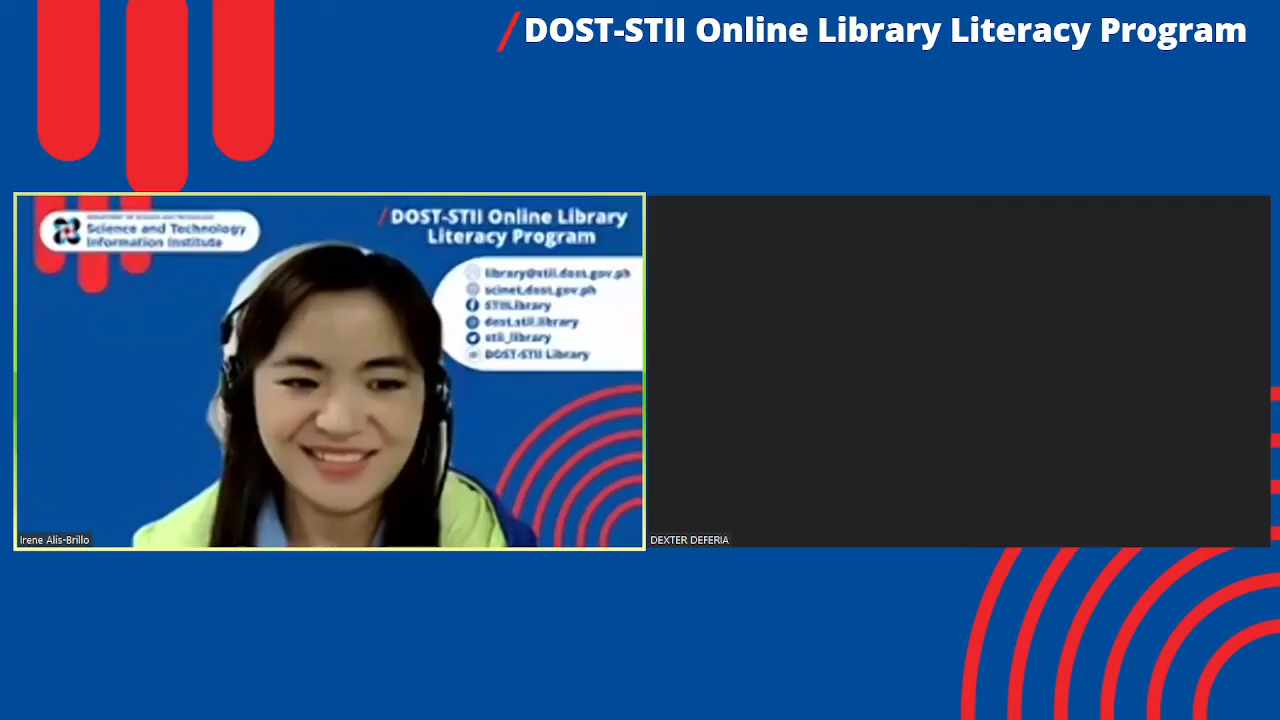 /DOST-STII Online Library Literacy Program
Science and Technology
Information Institute
/DOST-STII Online Library
Literacy Program
library@stii.dost.gov.ph
scinet.dost.gov.ph
STIILibrary
dost.stii.library
stii_library
DOST-STII Library
Irene Alis-Brillo
DEXTER DEFERIA